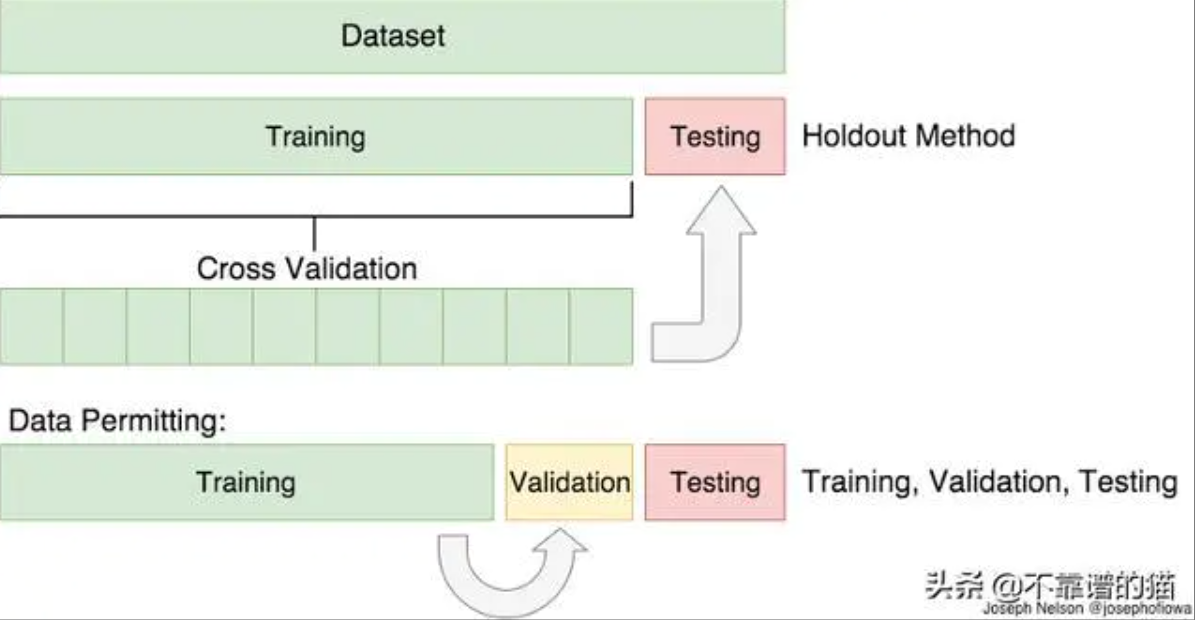 Dataset
Training
Testing
Holdout Method
Cross Validation
Data Permitting:
Training
Validation
Testing
Training, Validation, Testing
头条 @不靠谱的猫
Joseph Nelson @josephofiowa